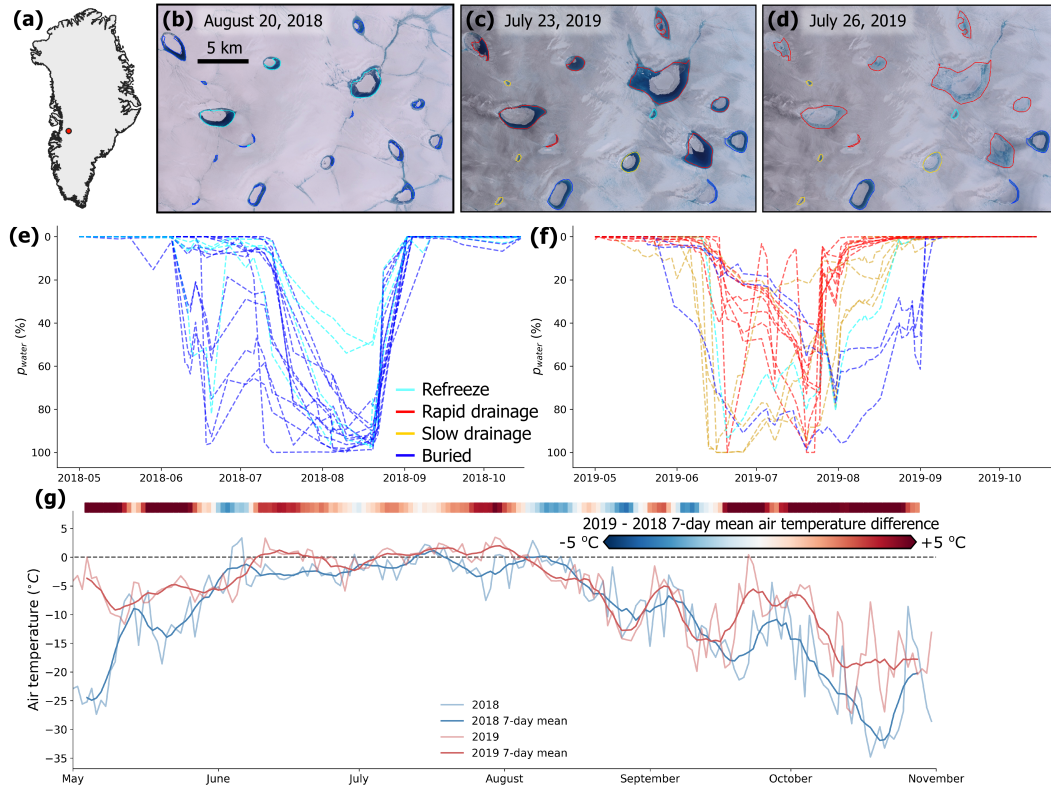 (a)
(b) August 20, 2018
5 km
(c) July 23, 2019
(d) July 26, 2019
(e)
0
20
40
60
80
100
p_water (%)
2018-05
2018-06
2018-07
2018-08
2018-09
2018-10
Refreeze
Rapid drainage
Slow drainage
Buried
(f)
0
20
40
60
80
100
p_water (%)
2019-05
2019-06
2019-07
2019-08
2019-09
2019-10
(g)
2019 - 2018 7-day mean air temperature difference
-5 °C
+5 °C
5
0
−5
−10
−15
−20
−25
−30
−35
Air temperature (°C)
2018
2018 7-day mean
2019
2019 7-day mean
May
June
July
August
September
October
November